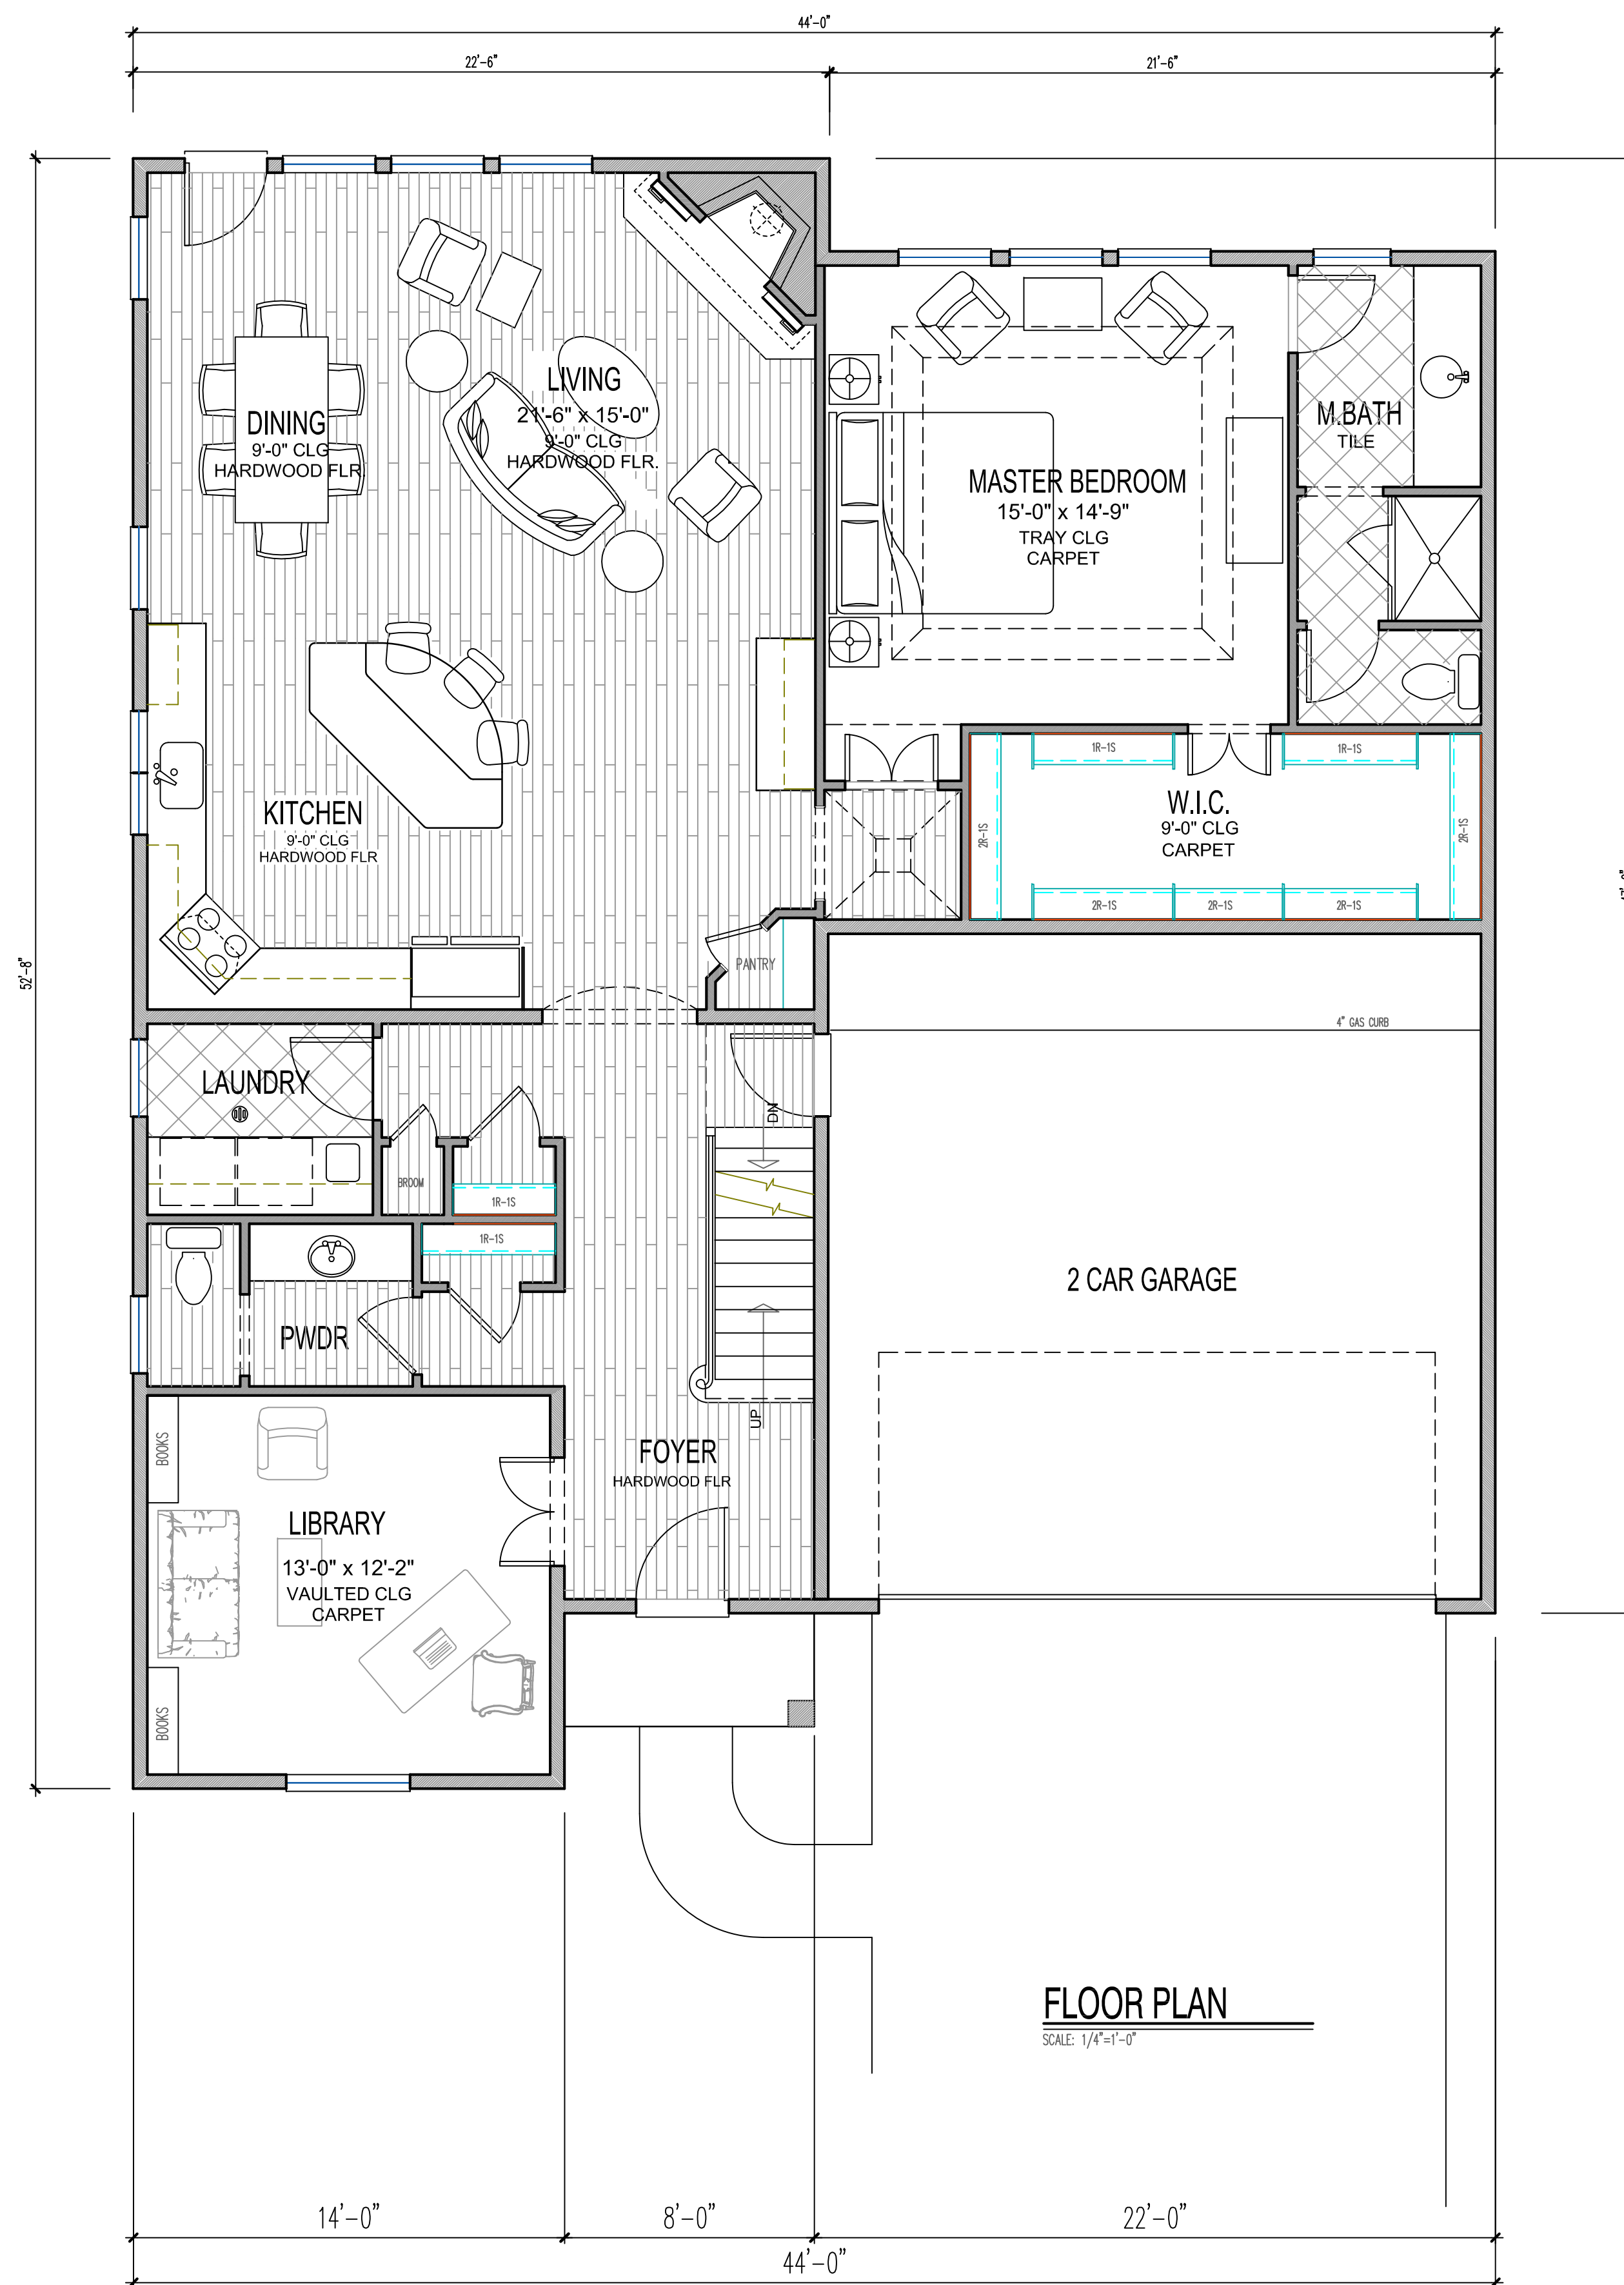 44'-0"
22'-6"
21'-6"
LIVING
21'-6" x 15'-0"
9'-0" CLG
HARDWOOD FLR.
DINING
9'-0" CLG
HARDWOOD FLR
M.BATH
TILE
MASTER BEDROOM
15'-0" x 14'-9"
TRAY CLG
CARPET
1R-1S
1R-1S
W.I.C.
9'-0" CLG
CARPET
2R-1S
2R-1S
2R-1S
2R-1S
2R-1S
KITCHEN
9'-0" CLG
HARDWOOD FLR
PANTRY
52'-8"
4" GAS CURB
LAUNDRY
DN
BROOM
1R-1S
1R-1S
2 CAR GARAGE
PWDR
UP
FOYER
HARDWOOD FLR
BOOKS
LIBRARY
13'-0" x 12'-2"
VAULTED CLG
CARPET
BOOKS
FLOOR PLAN
SCALE: 1/4"=1'-0"
14'-0"
8'-0"
22'-0"
44'-0"